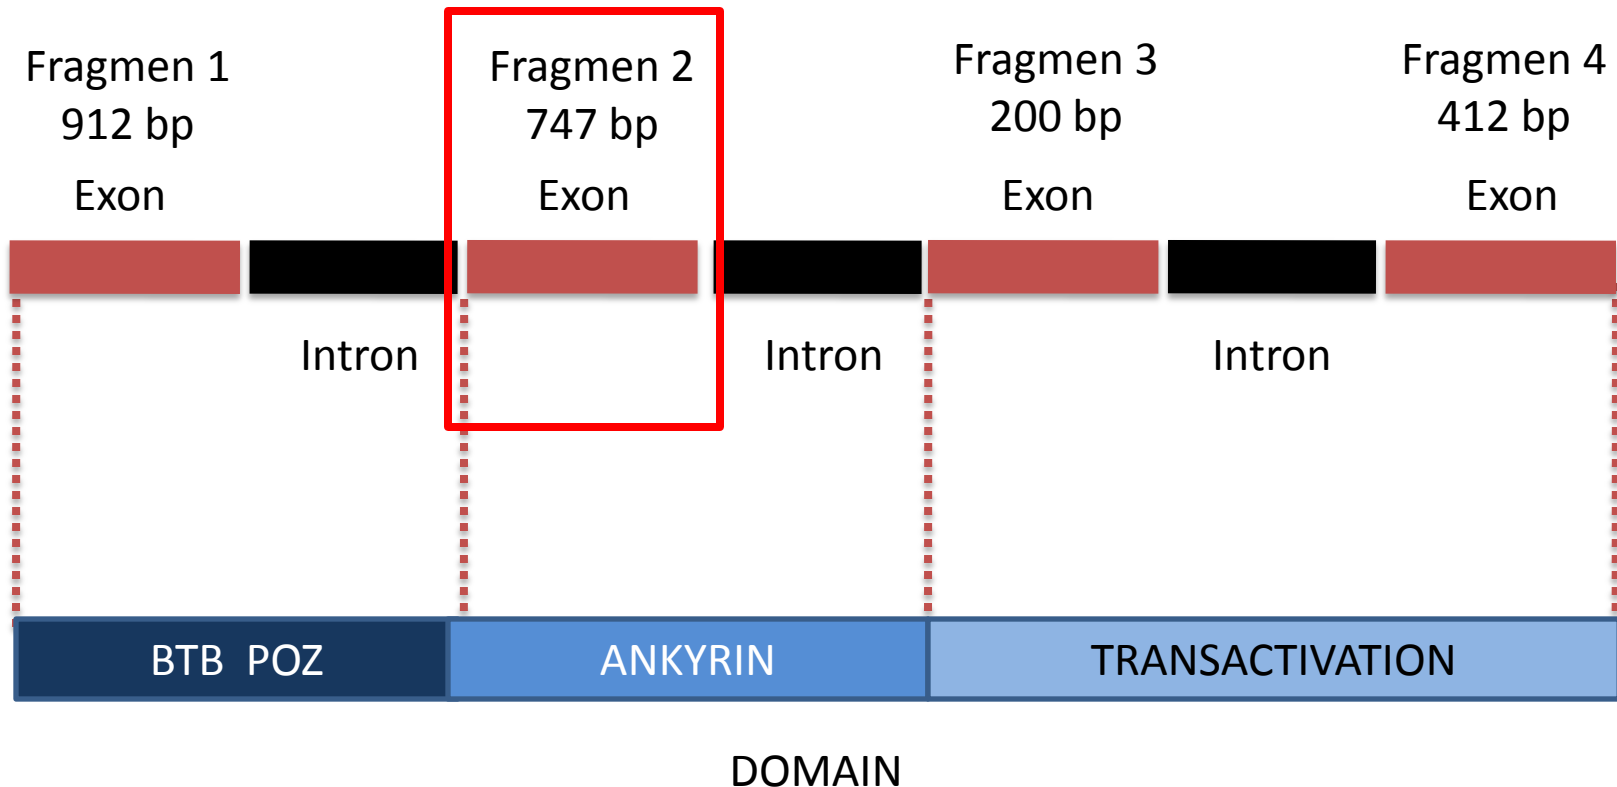 Fragmen 1
912 bp
Exon
Fragmen 2
747 bp
Exon
Fragmen 3
200 bp
Exon
Fragmen 4
412 bp
Exon
Intron
Intron
Intron
BTB POZ
ANKYRIN
TRANSACTIVATION
DOMAIN